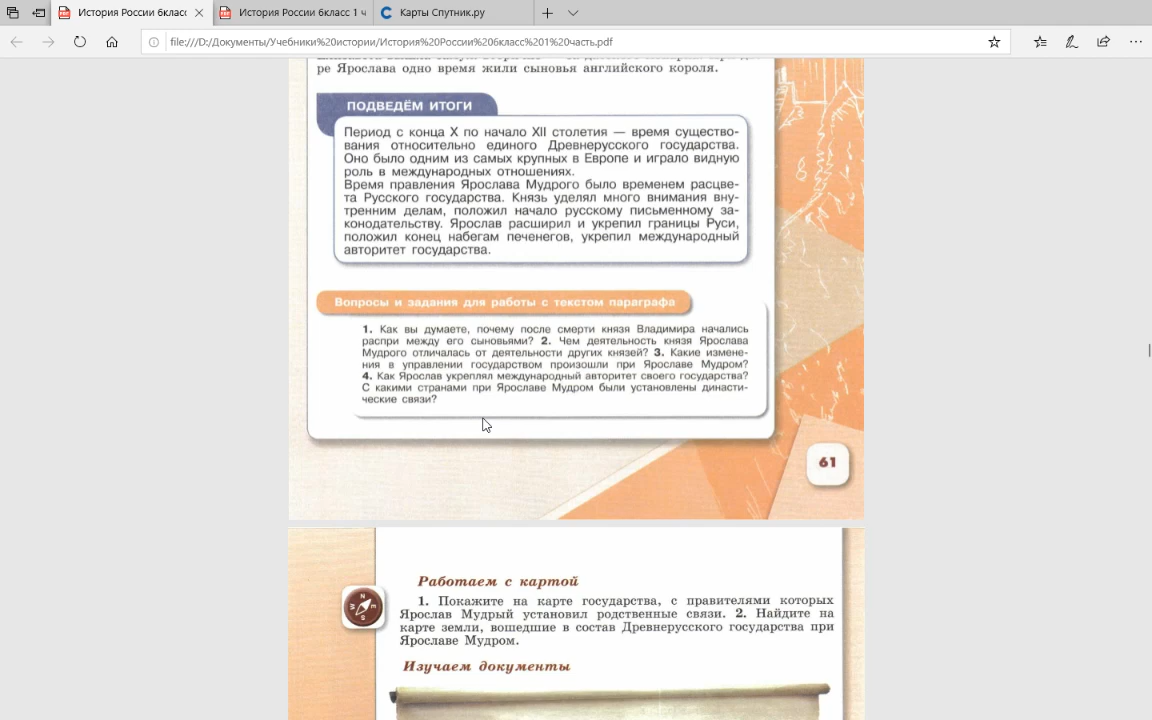 История России 6класс
История России 6класс 1 ч
Карты Спутник.ру
file:///D:/Документы/Учебники%20истории/История%20России%206класс%201%20часть.pdf
ре Ярослава одно время жили сыновья английского короля.
ПОДВЕДЁМ ИТОГИ
Период с конца X по начало XII столетия — время существо-
вания относительно единого Древнерусского государства.
Оно было одним из самых крупных в Европе и играло видную
роль в международных отношениях.
Время правления Ярослава Мудрого было временем расцве-
та Русского государства. Князь уделял много внимания вну-
тренним делам, положил начало русскому письменному за-
конодательству. Ярослав расширил и укрепил границы Руси,
положил конец набегам печенегов, укрепил международный
авторитет государства.
Вопросы и задания для работы с текстом параграфа
1. Как вы думаете, почему после смерти князя Владимира начались
распри между его сыновьями? 2. Чем деятельность князя Ярослава
Мудрого отличалась от деятельности других князей? 3. Какие измене-
ния в управлении государством произошли при Ярославе Мудром?
4. Как Ярослав укреплял международный авторитет своего государства?
С какими странами при Ярославе Мудром были установлены династи-
ческие связи?
61
N
W E
S
Работаем с картой
1. Покажите на карте государства, с правителями которых
Ярослав Мудрый установил родственные связи. 2. Найдите на
карте земли, вошедшие в состав Древнерусского государства при
Ярославе Мудром.
Изучаем документы